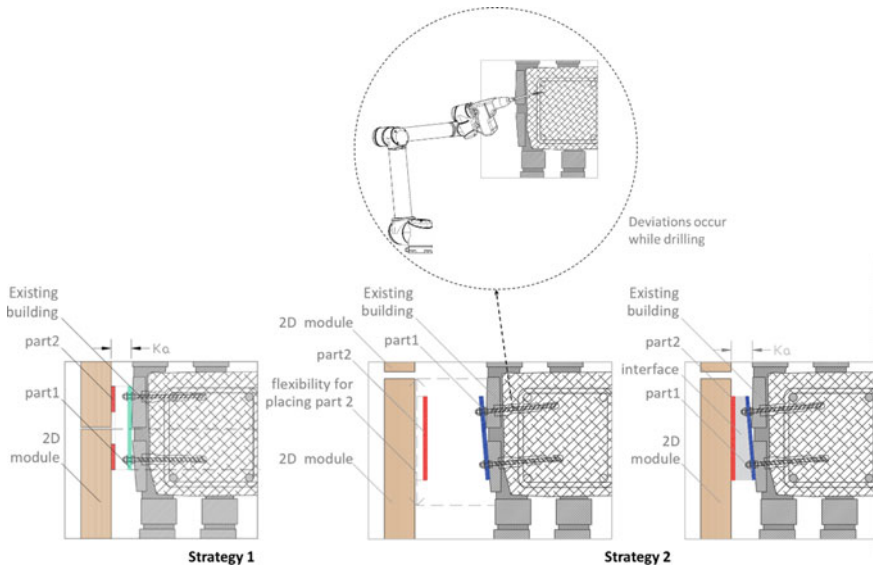 Deviations occur
while drilling
Existing
building
part2
part1
2D
module
Ka
Strategy 1
2D module
Existing
building
part1
part2
flexibility for
placing part 2
2D module
Existing
building
part2
interface
part1
2D
module
Ka
Strategy 2